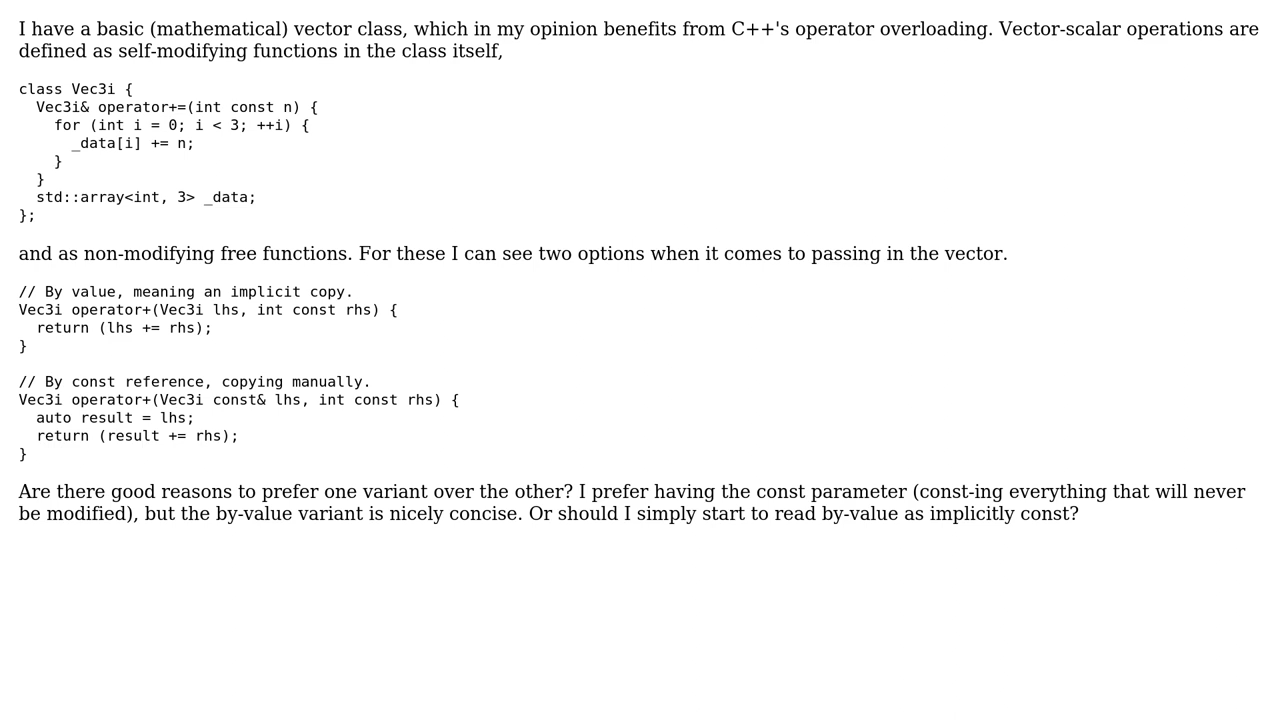 I have a basic (mathematical) vector class, which in my opinion benefits from C++'s operator overloading. Vector-scalar operations are
defined as self-modifying functions in the class itself,
class Vec3i {
  Vec3i& operator+=(int const n) {
    for (int i = 0; i < 3; ++i) {
      _data[i] += n;
    }
  }
  std::array<int, 3> _data;
};
and as non-modifying free functions. For these I can see two options when it comes to passing in the vector.
// By value, meaning an implicit copy.
Vec3i operator+(Vec3i lhs, int const rhs) {
  return (lhs += rhs);
}
// By const reference, copying manually.
Vec3i operator+(Vec3i const& lhs, int const rhs) {
  auto result = lhs;
  return (result += rhs);
}
Are there good reasons to prefer one variant over the other? I prefer having the const parameter (const-ing everything that will never
be modified), but the by-value variant is nicely concise. Or should I simply start to read by-value as implicitly const?